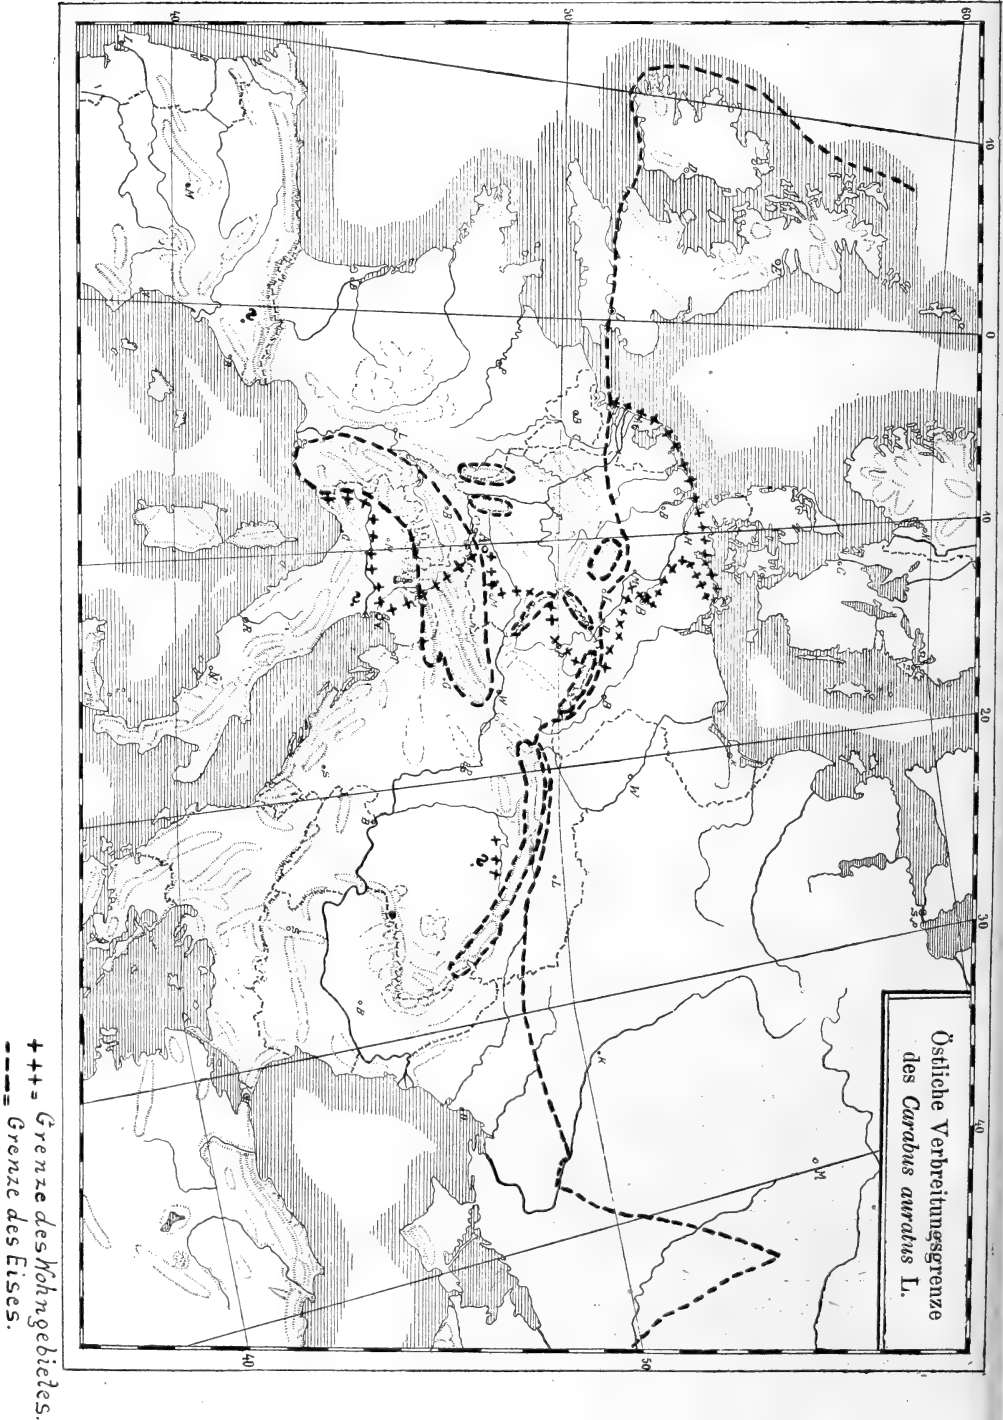 Östliche Verbreitungsgrenze
des Carabus auratus L.
60
50
40
0
10
10
20
30
40
50
40
M
B
B
R
N
V
G
W
B
B
W
L
K
M
S
S
B
K
C
K
H
B
B
?
?
?
+++= Grenze des Wohngebietes.
----= Grenze des Eises.